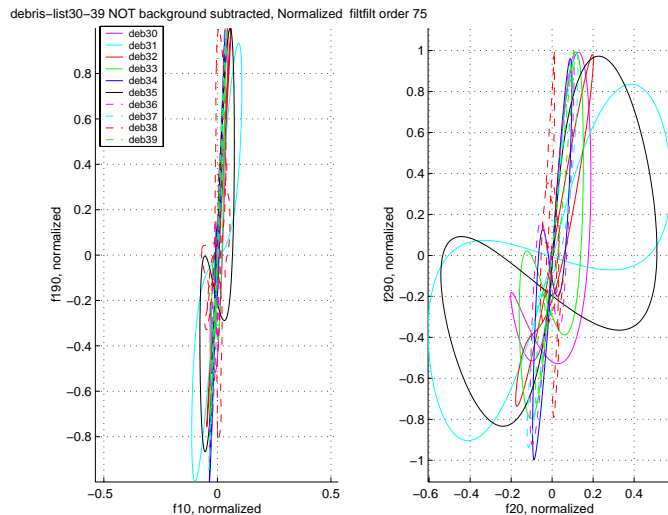 debris-list30-39 NOT background subtracted, Normalized  filtfilt order 75
deb30
deb31
deb32
deb33
deb34
deb35
deb36
deb37
deb38
deb39
0.8
0.6
0.4
0.2
0
−0.2
−0.4
−0.6
−0.8
f190, normalized
−0.5
0
0.5
f10, normalized
1
0.8
0.6
0.4
0.2
0
−0.2
−0.4
−0.6
−0.8
−1
f290, normalized
−0.6
−0.4
−0.2
0
0.2
0.4
f20, normalized